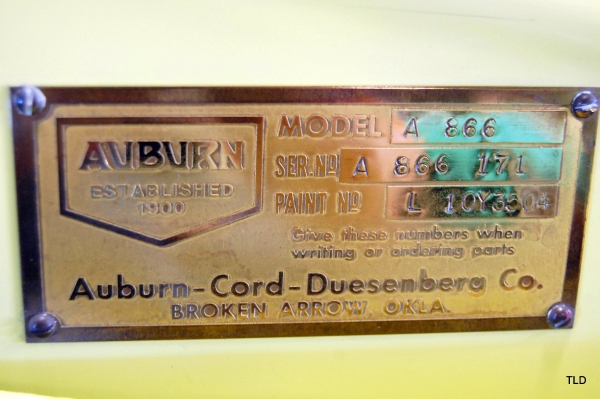 AUBURN
ESTABLISHED
1900
MODEL A 866
SER.NO A 866 171
PAINT NO L 10Y3504
Give these numbers when
writing or ordering parts
Auburn-Cord-Duesenberg Co.
BROKEN ARROW, OKLA.
TLD